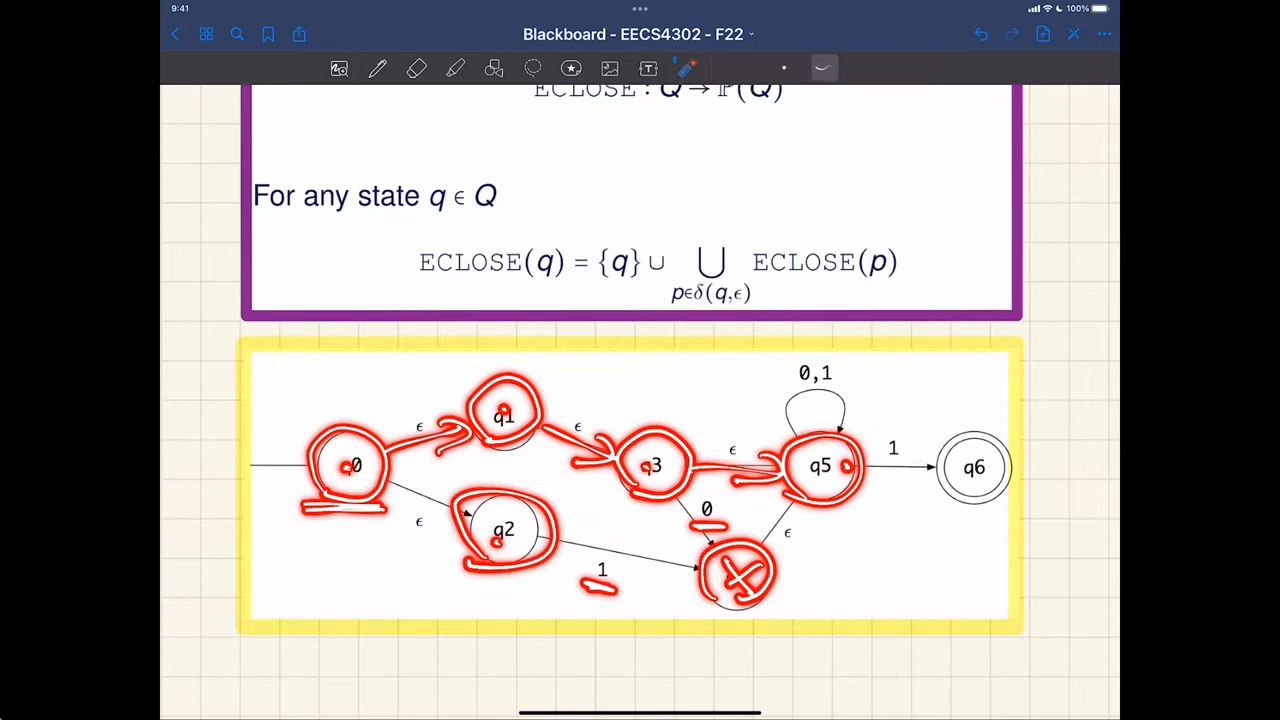 9:41
100%
Blackboard - EECS4302 - F22
ECLOSE : Q → ℙ(Q)
For any state q ∈ Q
ECLOSE(q) = {q} ∪ ⋃ ECLOSE(p)
p∈δ(q,ϵ)
0,1
ϵ q1 ϵ
ϵ 1
q0 q3 q5 q6
0
ϵ q2 ϵ
1